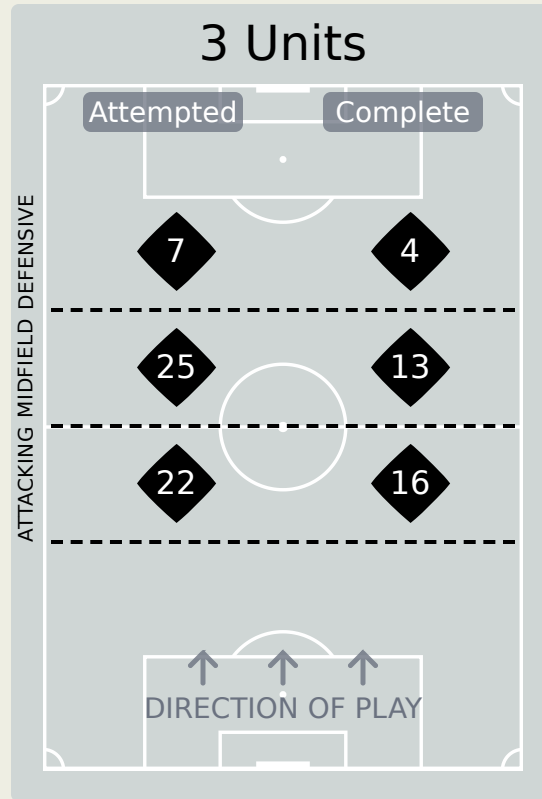 3 Units
Attempted Complete
ATTACKING MIDFIELD DEFENSIVE
7 4
25 13
22 16
DIRECTION OF PLAY